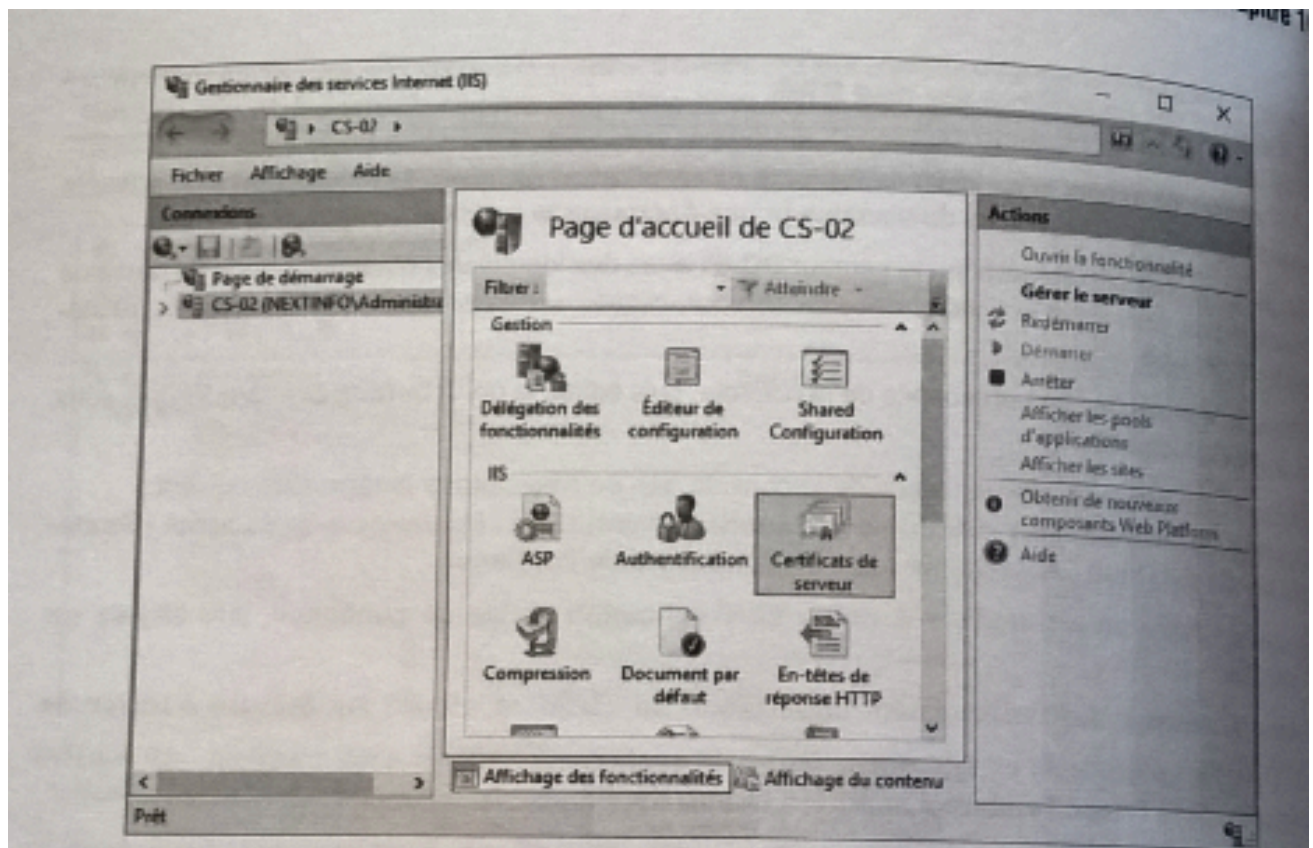 Gestionnaire des services Internet (IIS)
CS-02
Fichier Affichage Aide
Connexions
Page de démarrage
CS-02 (NEXTINFO\Administra
Page d'accueil de CS-02
Filtrer : Atteindre
Gestion
Délégation des fonctionnalités
Éditeur de configuration
Shared Configuration
IIS
ASP
Authentification
Certificats de serveur
Compression
Document par défaut
En-têtes de réponse HTTP
Affichage des fonctionnalités Affichage du contenu
Actions
Ouvrir la fonctionnalité
Gérer le serveur
Redémarrer
Démarrer
Arrêter
Afficher les pools
d'applications
Afficher les sites
Obtenir de nouveaux
composants Web Platform
Aide
Prêt